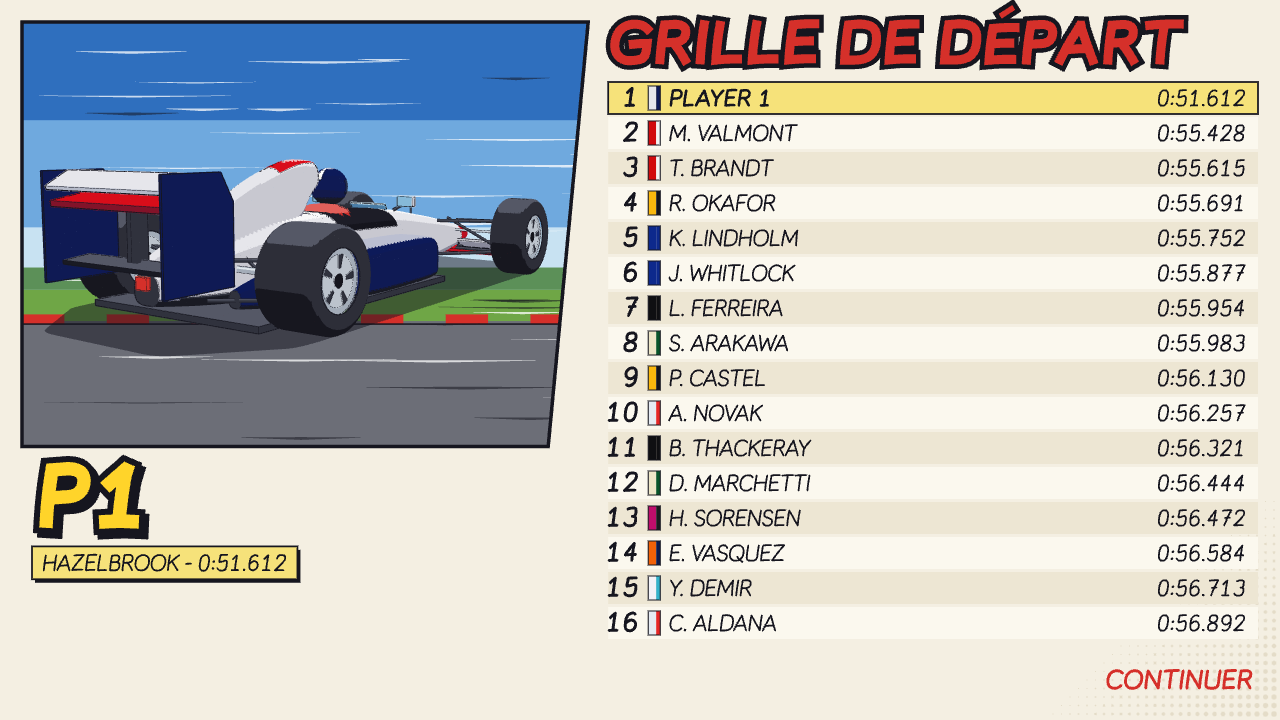 GRILLE DE DÉPART
1 PLAYER 1 0:51.612
2 M. VALMONT 0:55.428
3 T. BRANDT 0:55.615
4 R. OKAFOR 0:55.691
5 K. LINDHOLM 0:55.752
6 J. WHITLOCK 0:55.877
7 L. FERREIRA 0:55.954
8 S. ARAKAWA 0:55.983
9 P. CASTEL 0:56.130
10 A. NOVAK 0:56.257
11 B. THACKERAY 0:56.321
12 D. MARCHETTI 0:56.444
13 H. SORENSEN 0:56.472
14 E. VASQUEZ 0:56.584
15 Y. DEMIR 0:56.713
16 C. ALDANA 0:56.892
P1
HAZELBROOK - 0:51.612
CONTINUER